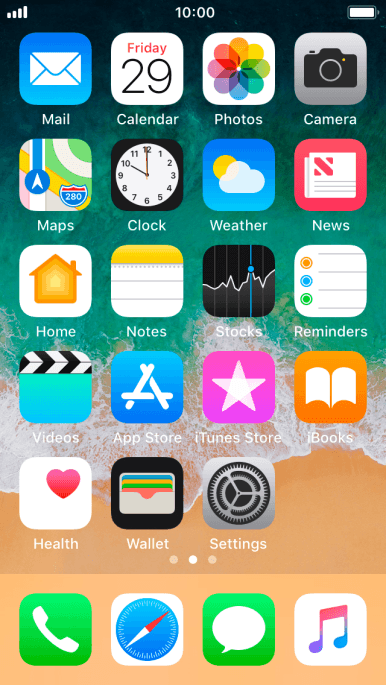 10:00
Friday
29
Mail Calendar Photos Camera
280
Maps Clock Weather News
Home Notes Stocks Reminders
Videos App Store iTunes Store iBooks
Health Wallet Settings